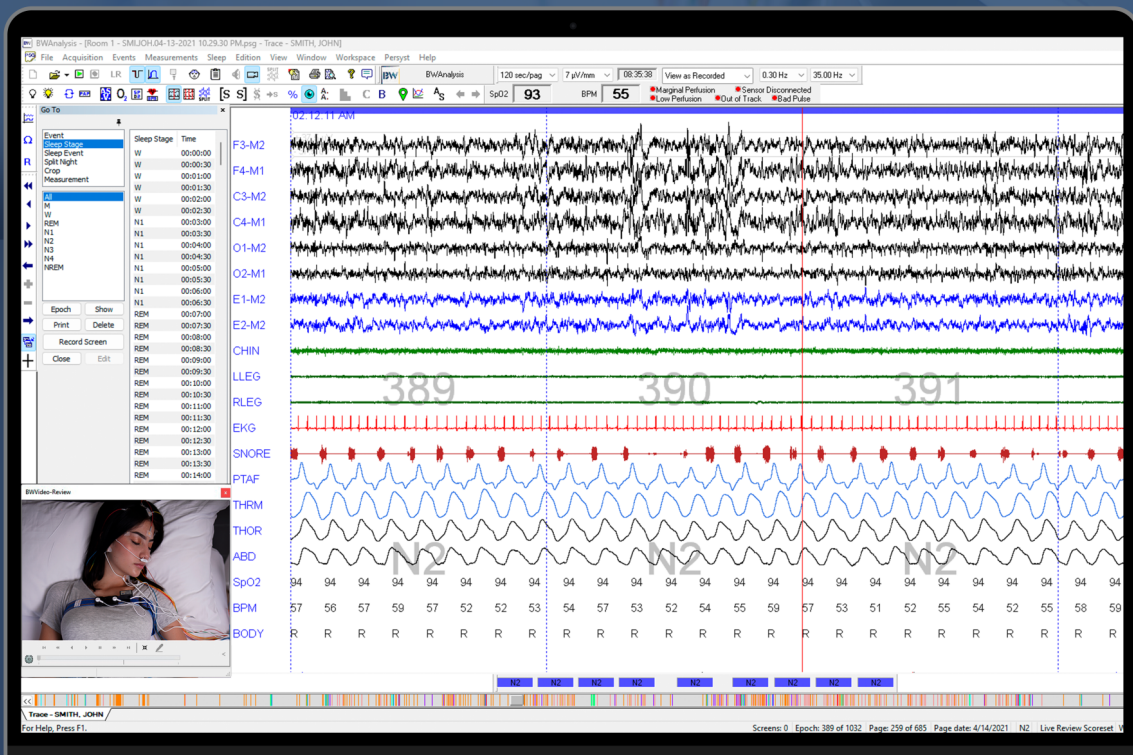 BWAnalysis - [Room 1 - SMIJOH.04-13-2021 10.29.30 PM.psg - Trace - SMITH, JOHN]
File Acquisition Events Measurements Sleep Edition View Window Workspace Persyst Help
LR BW BWAnalysis 120 sec/pag 7 µV/mm 08:35:38 View as Recorded 0.30 Hz 35.00 Hz
SpO2 93 BPM 55 Marginal Perfusion Sensor Disconnected
Low Perfusion Out of Track Bad Pulse
Go To
Event
Sleep Stage
Sleep Event
Split Night
Crop
Measurement
All
M
W
REM
N1
N2
N3
N4
NREM
Epoch Show
Print Delete
Record Screen
Close Edit
Sleep Stage Time
W 00:00:00
W 00:00:30
W 00:01:00
W 00:01:30
W 00:02:00
W 00:02:30
N1 00:03:00
N1 00:03:30
N1 00:04:00
N1 00:04:30
N1 00:05:00
N1 00:05:30
N1 00:06:00
N1 00:06:30
REM 00:07:00
REM 00:07:30
REM 00:08:00
REM 00:08:30
REM 00:09:00
REM 00:09:30
REM 00:10:00
REM 00:10:30
REM 00:11:00
REM 00:11:30
REM 00:12:00
REM 00:12:30
REM 00:13:00
REM 00:13:30
REM 00:14:00
BWVideo-Review
02:12:11 AM
F3-M2
F4-M1
C3-M2
C4-M1
O1-M2
O2-M1
E1-M2
E2-M2
CHIN
LLEG
389 390 391
RLEG
EKG
SNORE
PTAF
THRM
THOR
ABD
N2 N2 N2
SpO2 94 94 94 94 94 94 94 94 94 94 94 94 94 94 94 94 94 94 94 94 94 94 94 94 94
BPM 57 56 57 59 57 52 52 53 54 57 53 52 54 55 59 57 53 51 52 55 54 52 55 58 59
BODY R R R R R R R R R R R R R R R R R R R R R R R R R
N2 N2 N2 N2 N2 N2 N2 N2 N2
Trace - SMITH, JOHN
For Help, Press F1.
Screens: 0 Epoch: 389 of 1032 Page: 259 of 685 Page date: 4/14/2021 N2 Live Review Scoreset